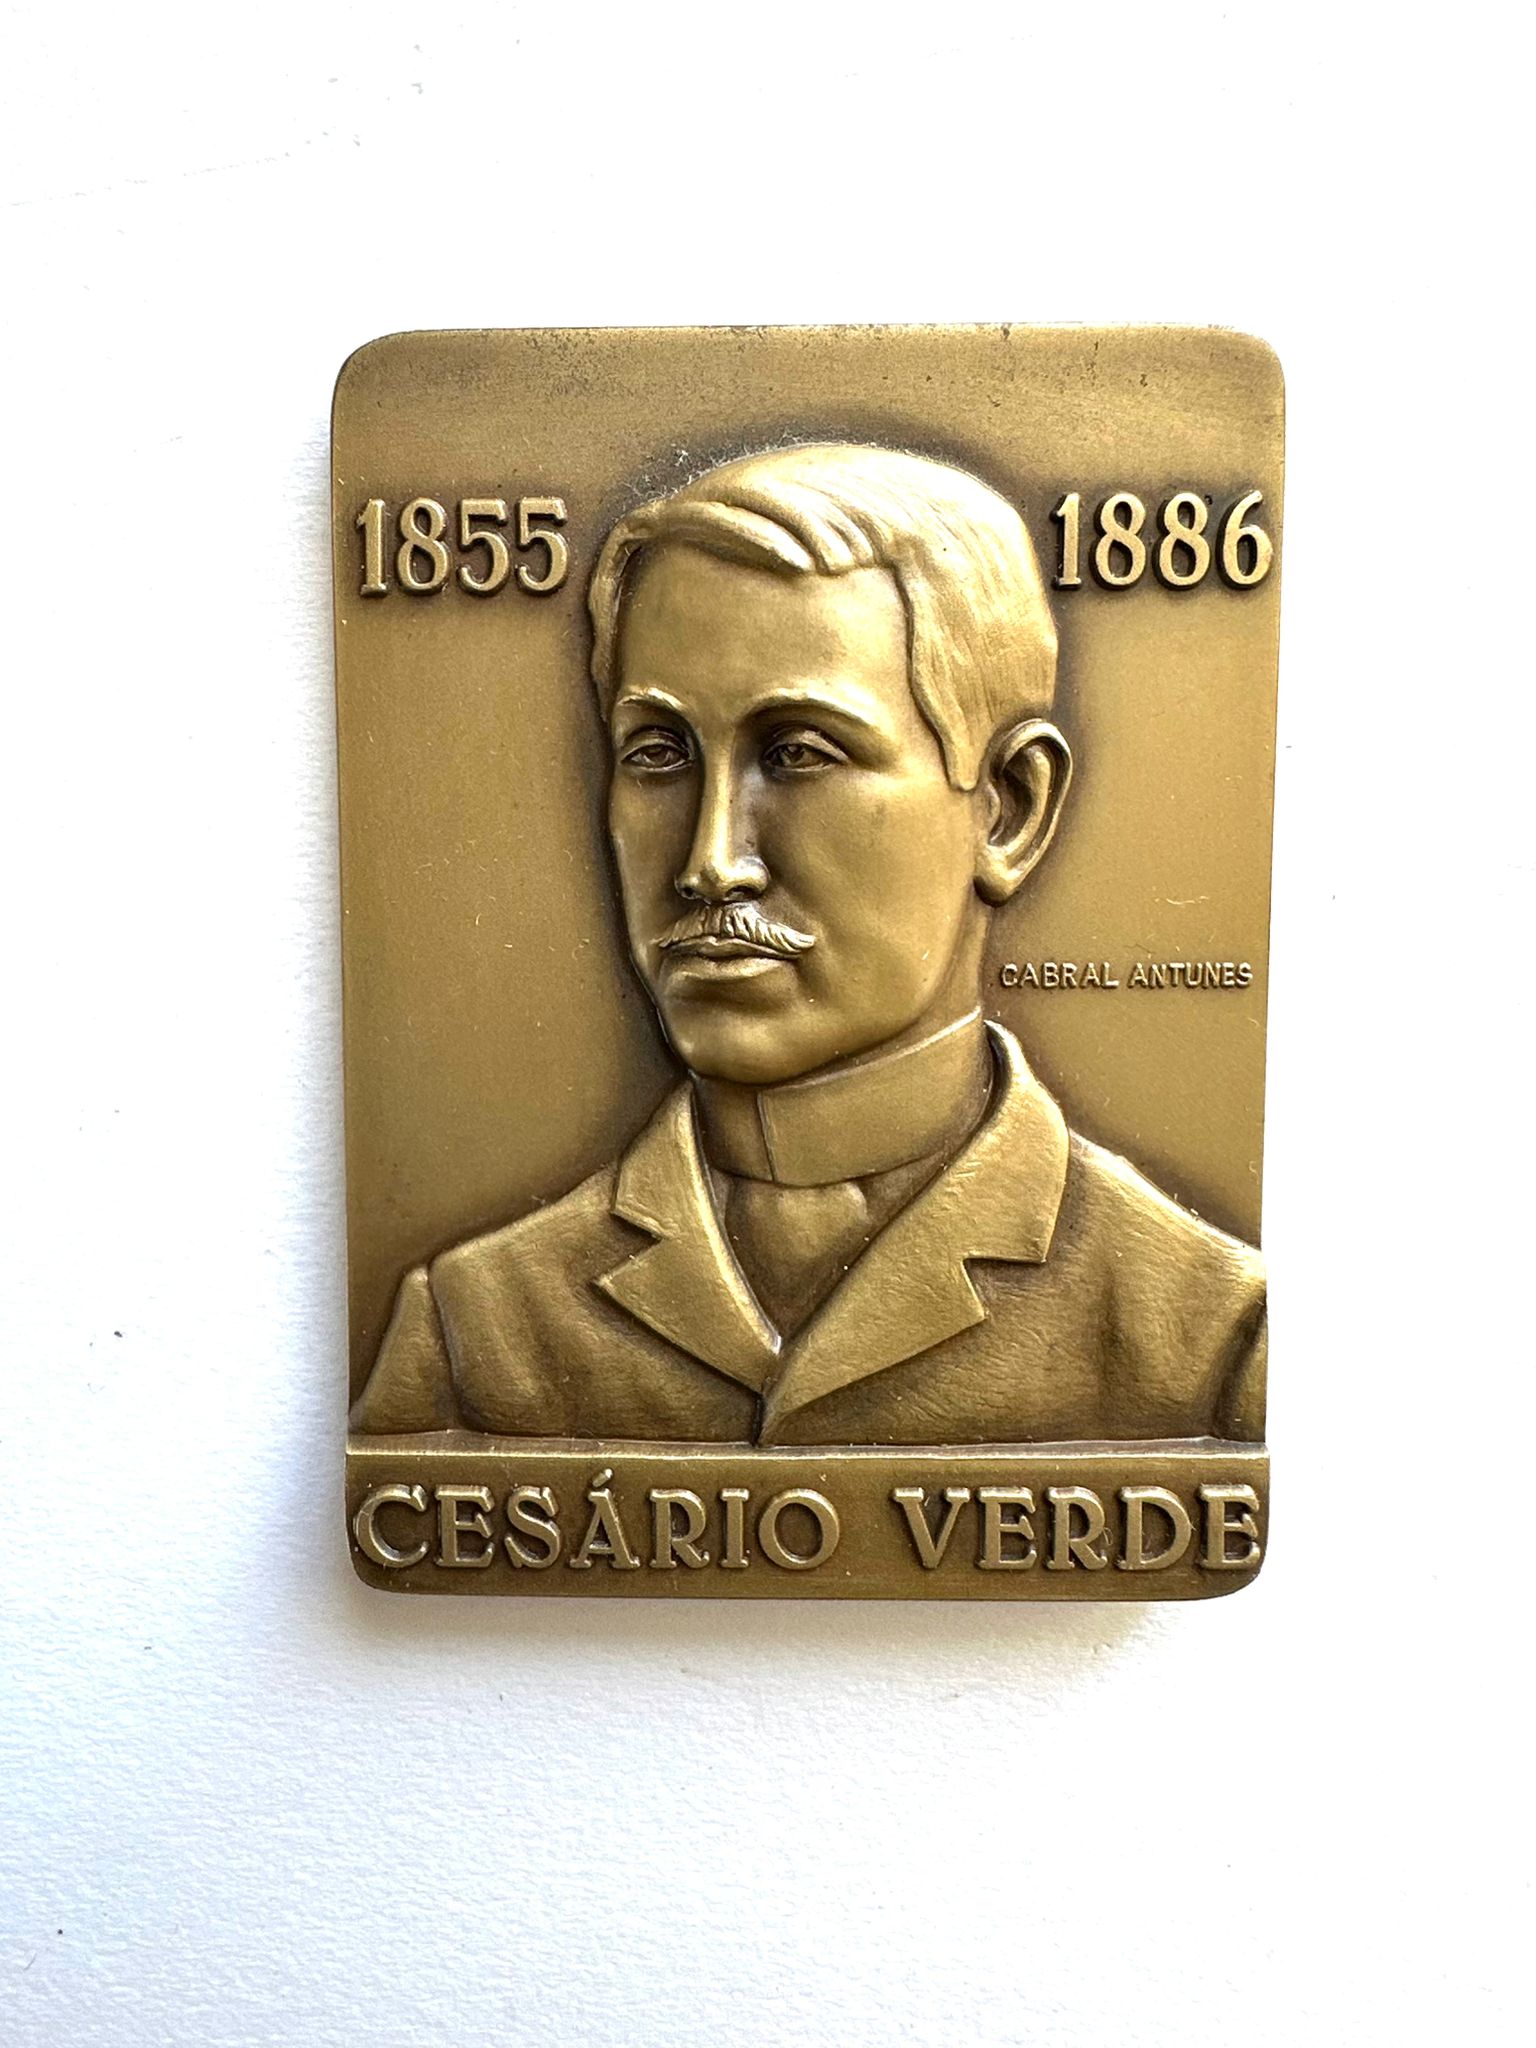 1855 1886
CABRAL ANTUNES
CESÁRIO VERDE